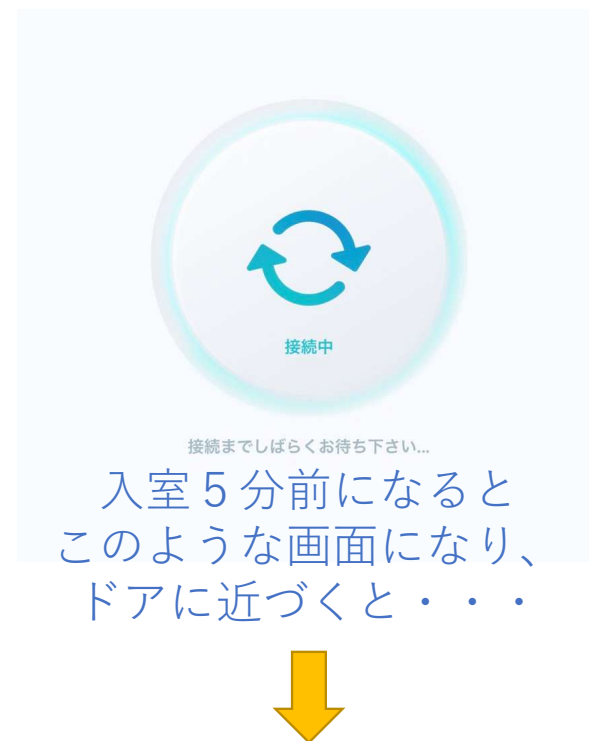 接続中
接続までしばらくお待ち下さい...
入室５分前になると
このような画面になり、
ドアに近づくと・・・